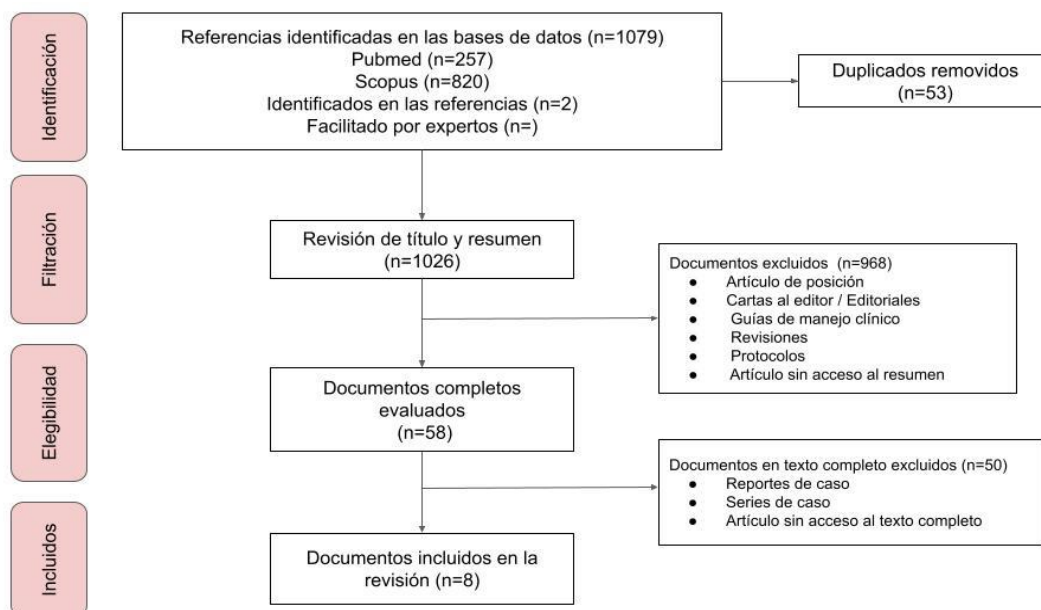 Identificación
Referencias identificadas en las bases de datos (n=1079)
Pubmed (n=257)
Scopus (n=820)
Identificados en las referencias (n=2)
Facilitado por expertos (n=)
Duplicados removidos
(n=53)
Filtración
Revisión de título y resumen
(n=1026)
Documentos excluidos (n=968)
● Artículo de posición
● Cartas al editor / Editoriales
● Guías de manejo clínico
● Revisiones
● Protocolos
● Artículo sin acceso al resumen
Elegibilidad
Documentos completos
evaluados
(n=58)
Documentos en texto completo excluidos (n=50)
● Reportes de caso
● Series de caso
● Artículo sin acceso al texto completo
Incluidos
Documentos incluidos en la
revisión (n=8)